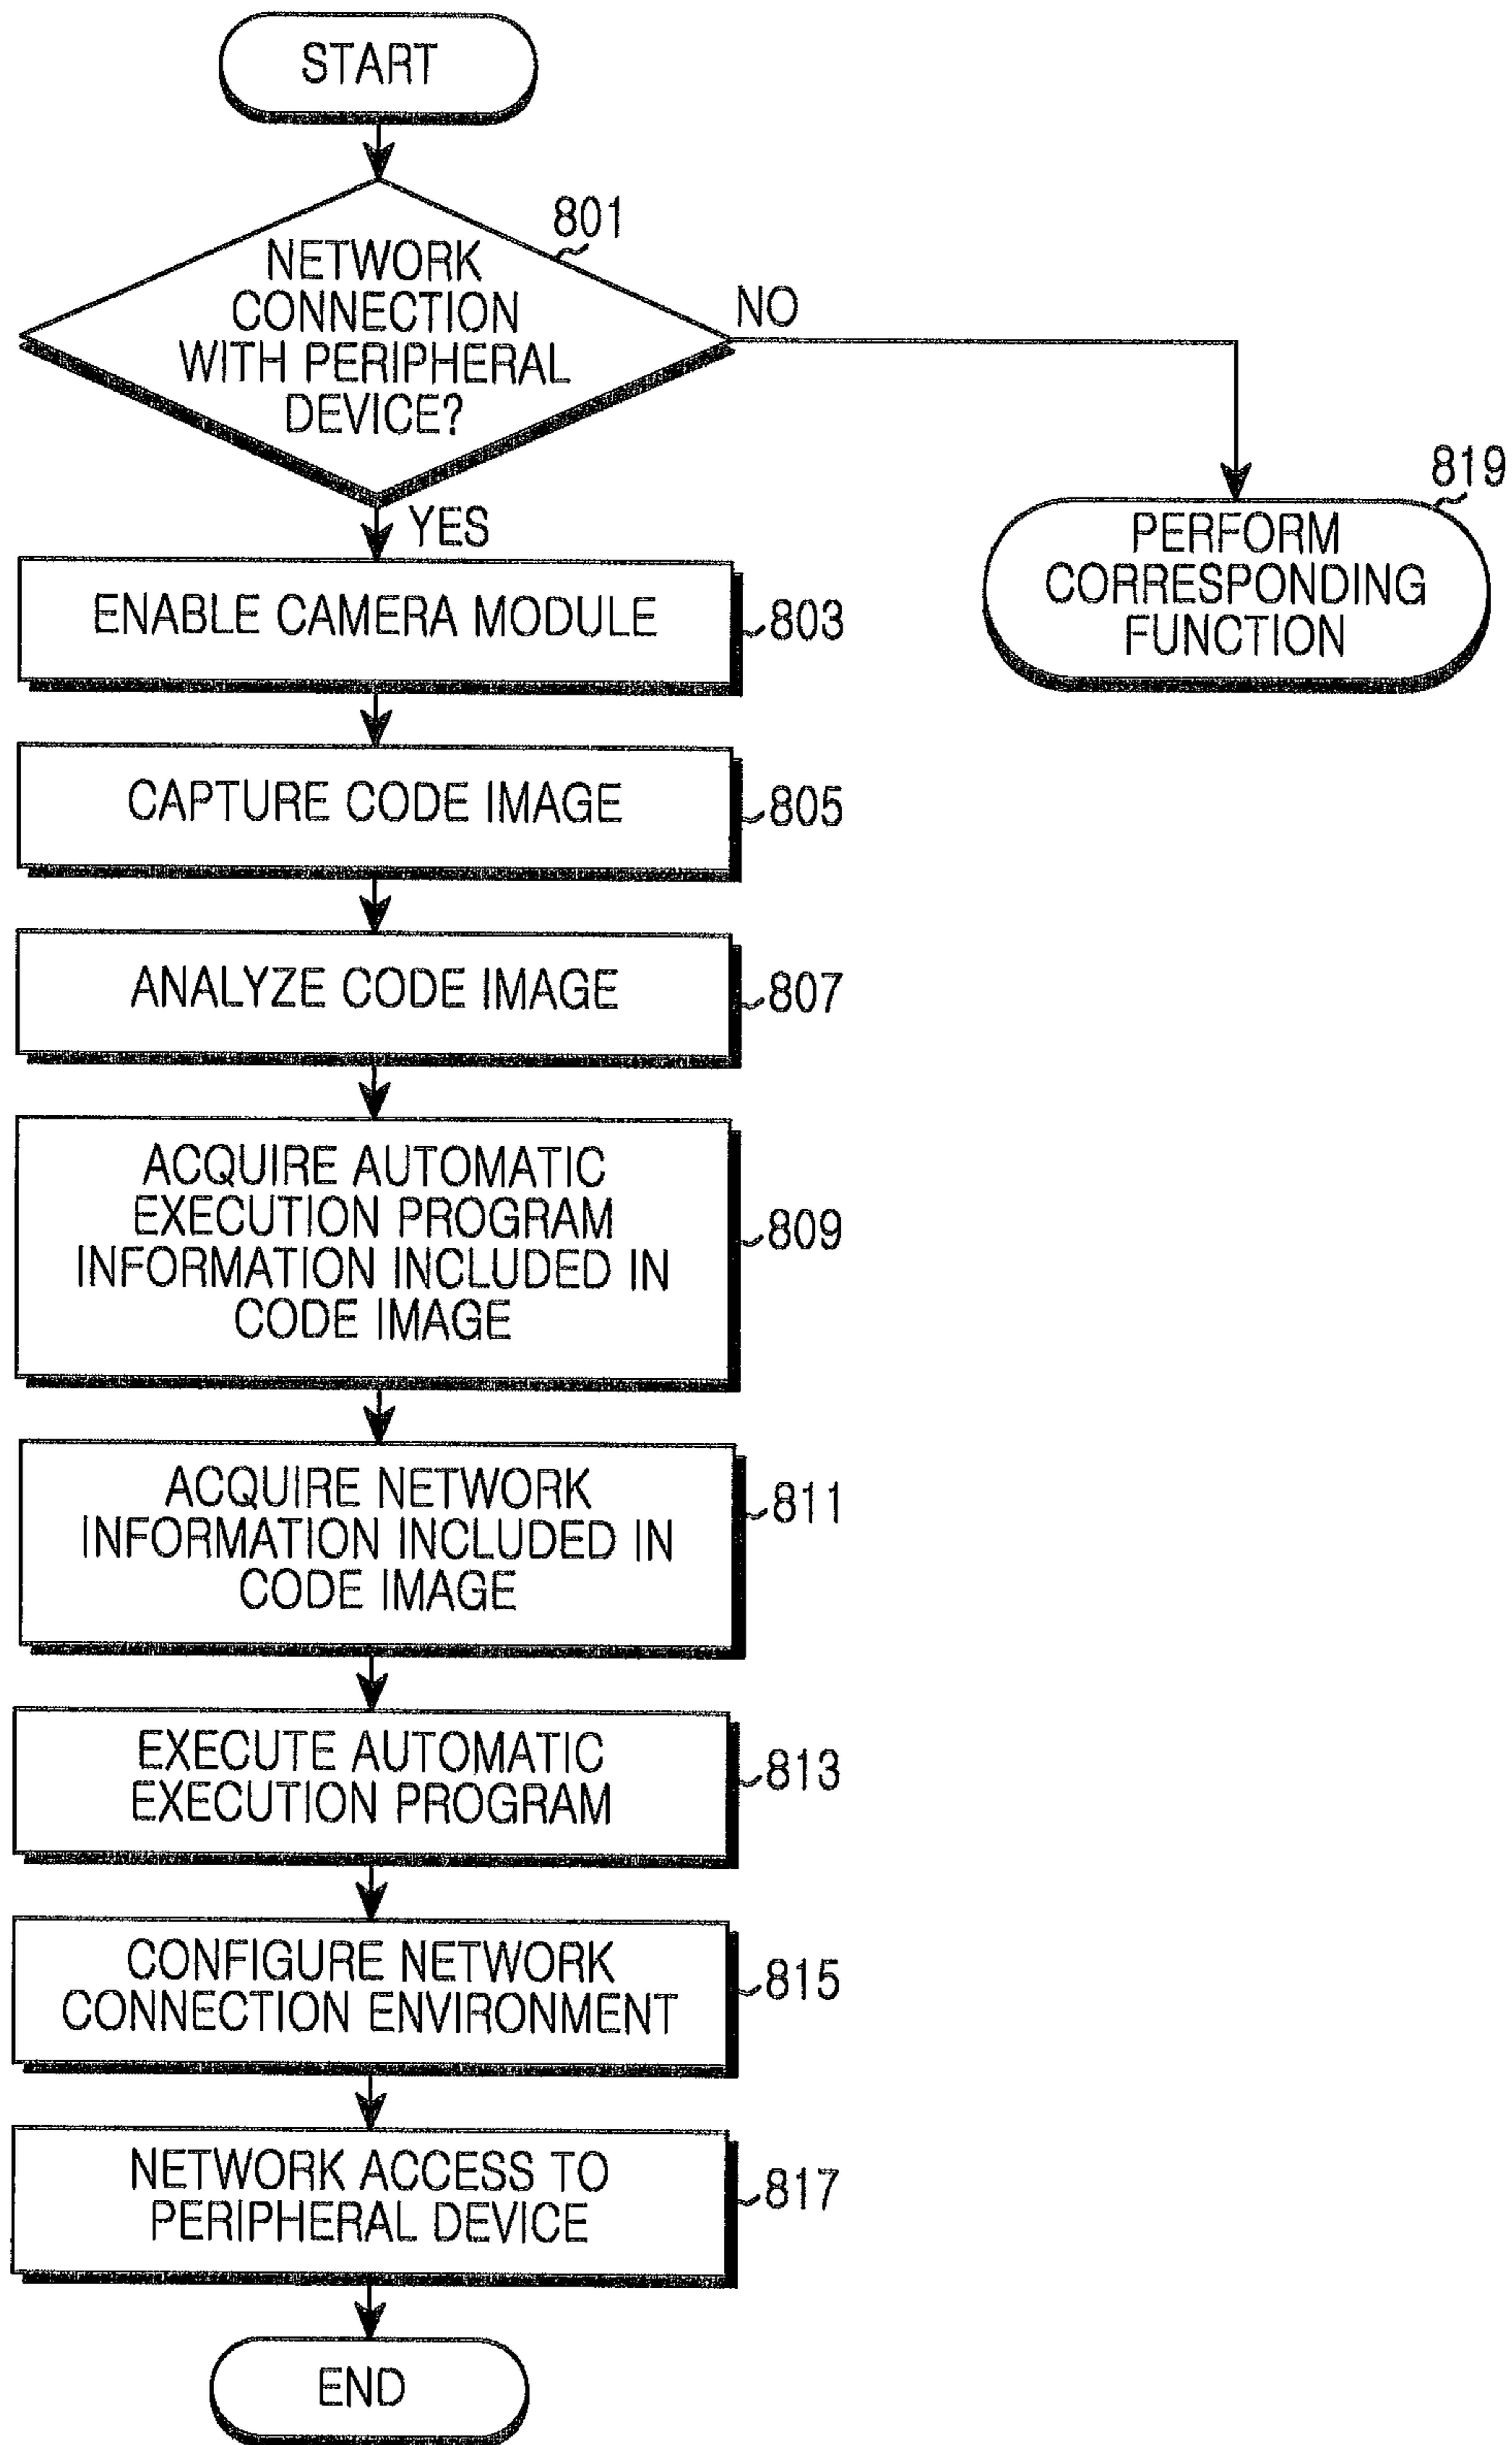 START
801
NETWORK
CONNECTION
WITH PERIPHERAL
DEVICE?
NO
YES
819
PERFORM
CORRESPONDING
FUNCTION
ENABLE CAMERA MODULE
803
CAPTURE CODE IMAGE
805
ANALYZE CODE IMAGE
807
ACQUIRE AUTOMATIC
EXECUTION PROGRAM
INFORMATION INCLUDED IN
CODE IMAGE
809
ACQUIRE NETWORK
INFORMATION INCLUDED IN
CODE IMAGE
811
EXECUTE AUTOMATIC
EXECUTION PROGRAM
813
CONFIGURE NETWORK
CONNECTION ENVIRONMENT
815
NETWORK ACCESS TO
PERIPHERAL DEVICE
817
END